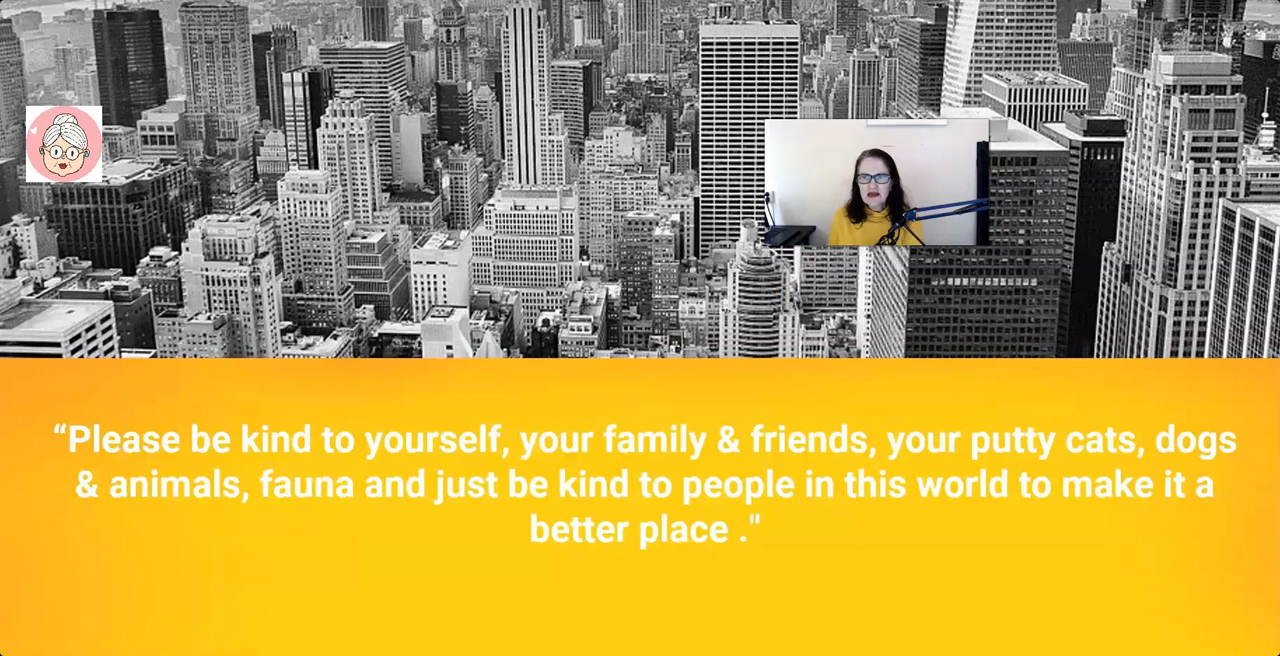 “Please be kind to yourself, your family & friends, your putty cats, dogs
& animals, fauna and just be kind to people in this world to make it a
better place ."